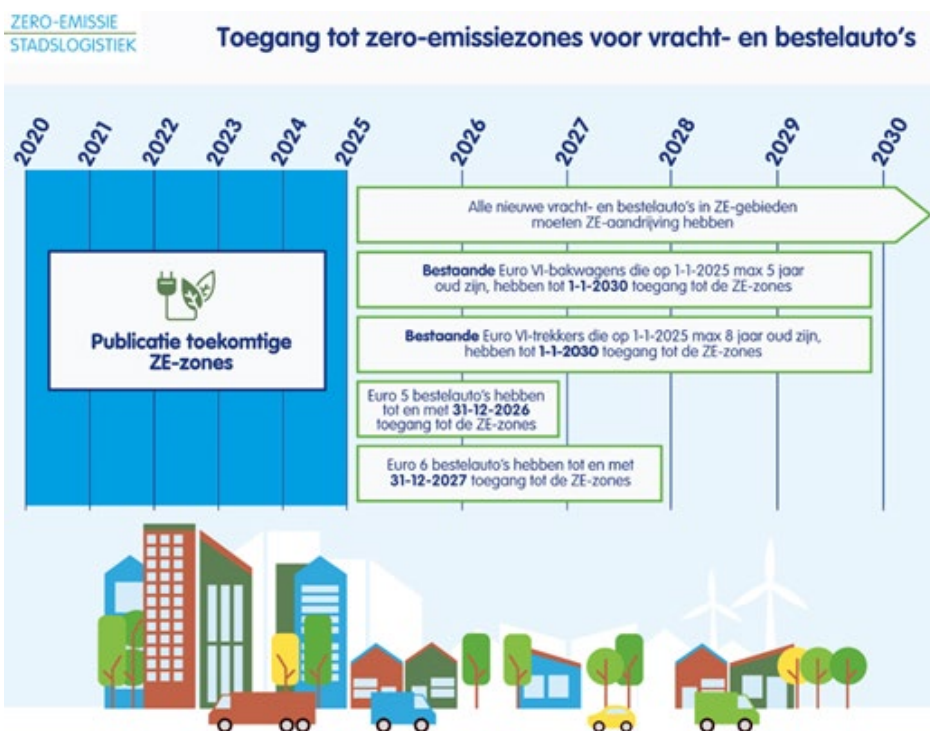 ZERO-EMISSIE
STADSLOGISTIEK
Toegang tot zero-emissiezones voor vracht- en bestelauto's
2020
2021
2022
2023
2024
2025
2026
2027
2028
2029
2030
Alle nieuwe vracht- en bestelauto's in ZE-gebieden
moeten ZE-aandrijving hebben
Bestaande Euro VI-bakwagens die op 1-1-2025 max 5 jaar
oud zijn, hebben tot 1-1-2030 toegang tot de ZE-zones
Publicatie toekomtige
ZE-zones
Bestaande Euro VI-trekkers die op 1-1-2025 max 8 jaar oud zijn,
hebben tot 1-1-2030 toegang tot de ZE-zones
Euro 5 bestelauto's hebben
tot en met 31-12-2026
toegang tot de ZE-zones
Euro 6 bestelauto's hebben tot en met
31-12-2027 toegang tot de ZE-zones